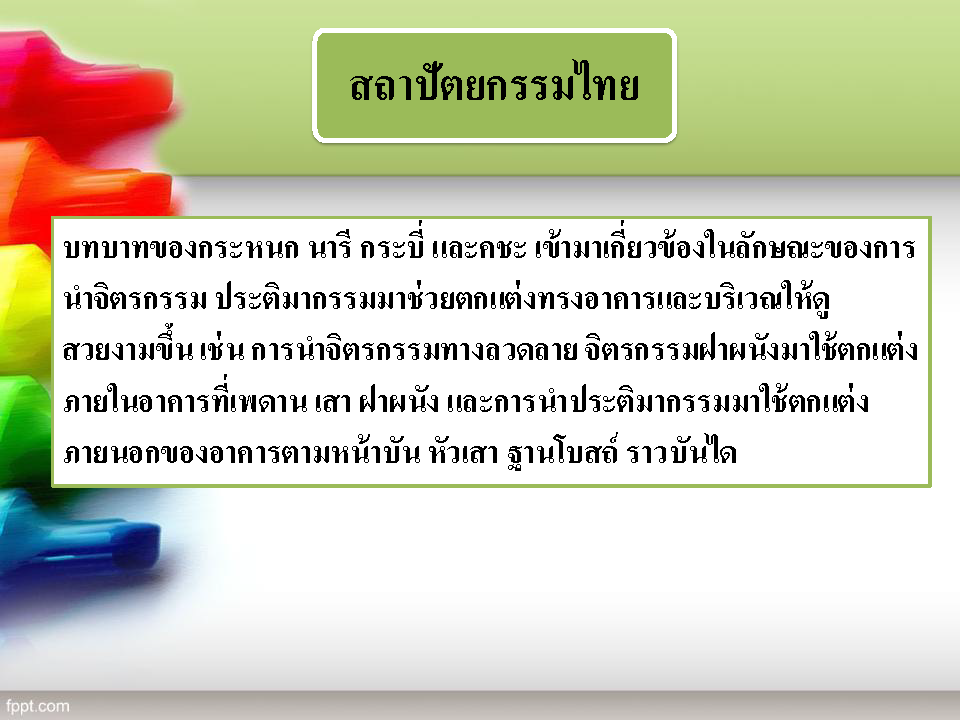 สถาปัตยกรรมไทย
บทบาทของกระหนก นารี กระบี่ และคชะ เข้ามาเกี่ยวข้องในลักษณะของการ
นำจิตรกรรม ประติมากรรมมาช่วยตกแต่งทรงอาคารและบริเวณให้ดู
สวยงามขึ้น เช่น การนำจิตรกรรมทางลวดลาย จิตรกรรมฝาผนังมาใช้ตกแต่ง
ภายในอาคารที่เพดาน เสา ฝาผนัง และการนำประติมากรรมมาใช้ตกแต่ง
ภายนอกของอาคารตามหน้าบัน หัวเสา ฐานโบสถ์ ราวบันได
fppt.com